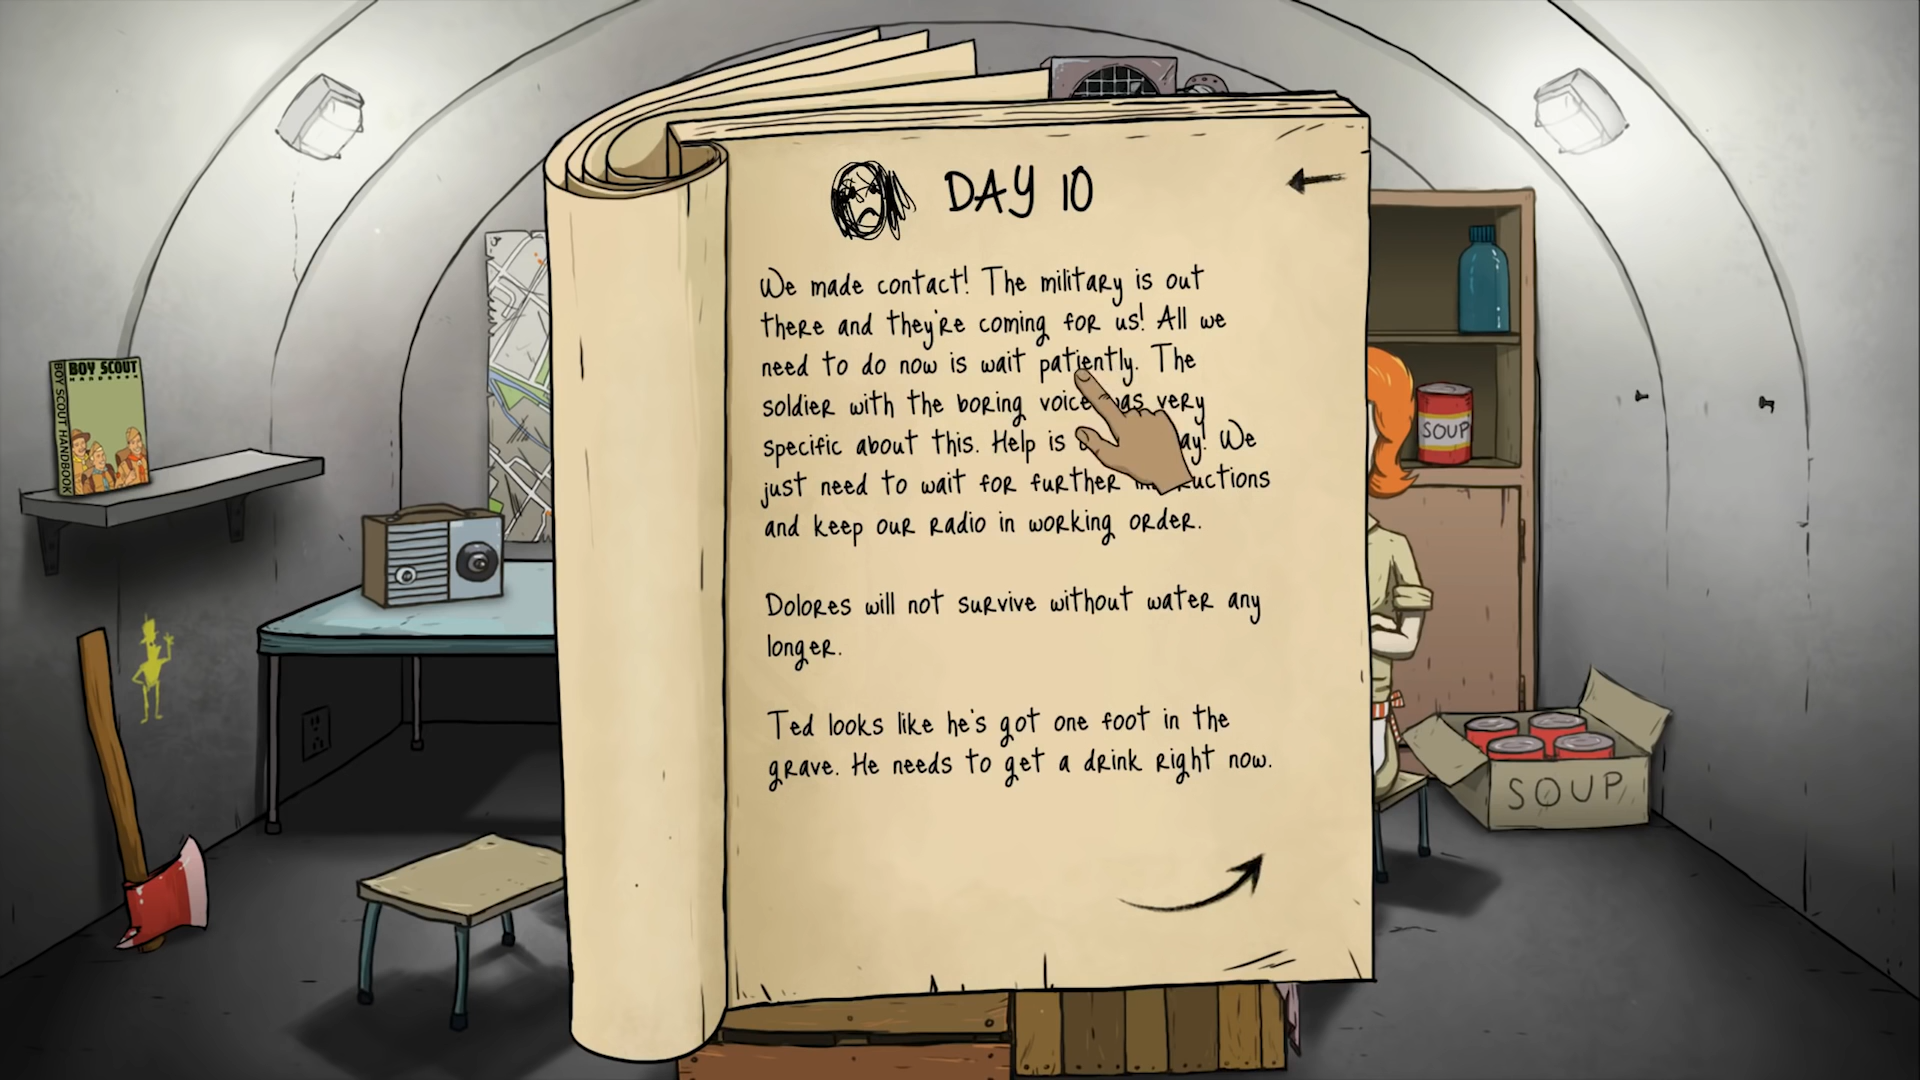 DAY 10
We made contact! The military is out
there and they're coming for us! All we
need to do now is wait patiently. The
soldier with the boring voice was very
specific about this. Help is We
just need to wait for further
and keep our radio in working order.
Dolores will not survive without water any
longer.
Ted looks like he's got one foot in the
grave. He needs to get a drink right now.
BOY SCOUT
HANDBOOK
BOY SCOUT HANDBOOK
SOUP
SOUP